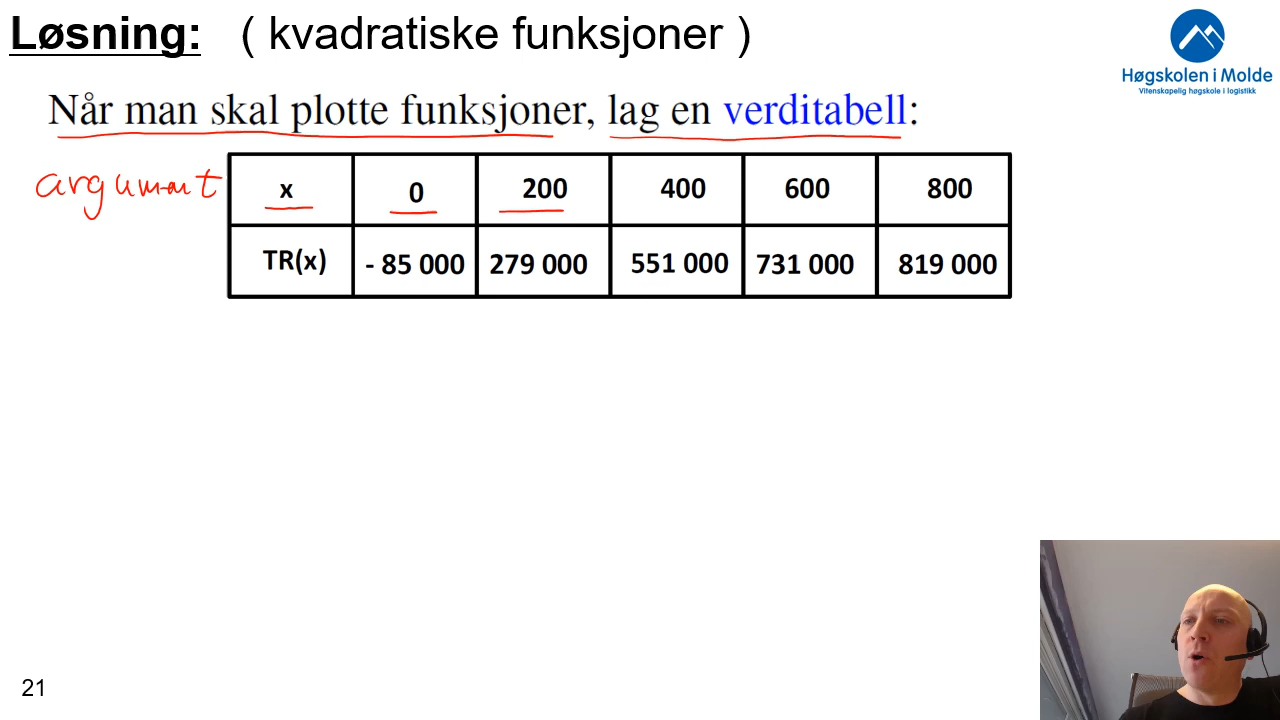 Løsning: ( kvadratiske funksjoner )
Høgskolen i Molde
Vitenskapelig høgskole i logistikk
Når man skal plotte funksjoner, lag en verditabell:
argument
x 0 200 400 600 800
TR(x) - 85 000 279 000 551 000 731 000 819 000
21